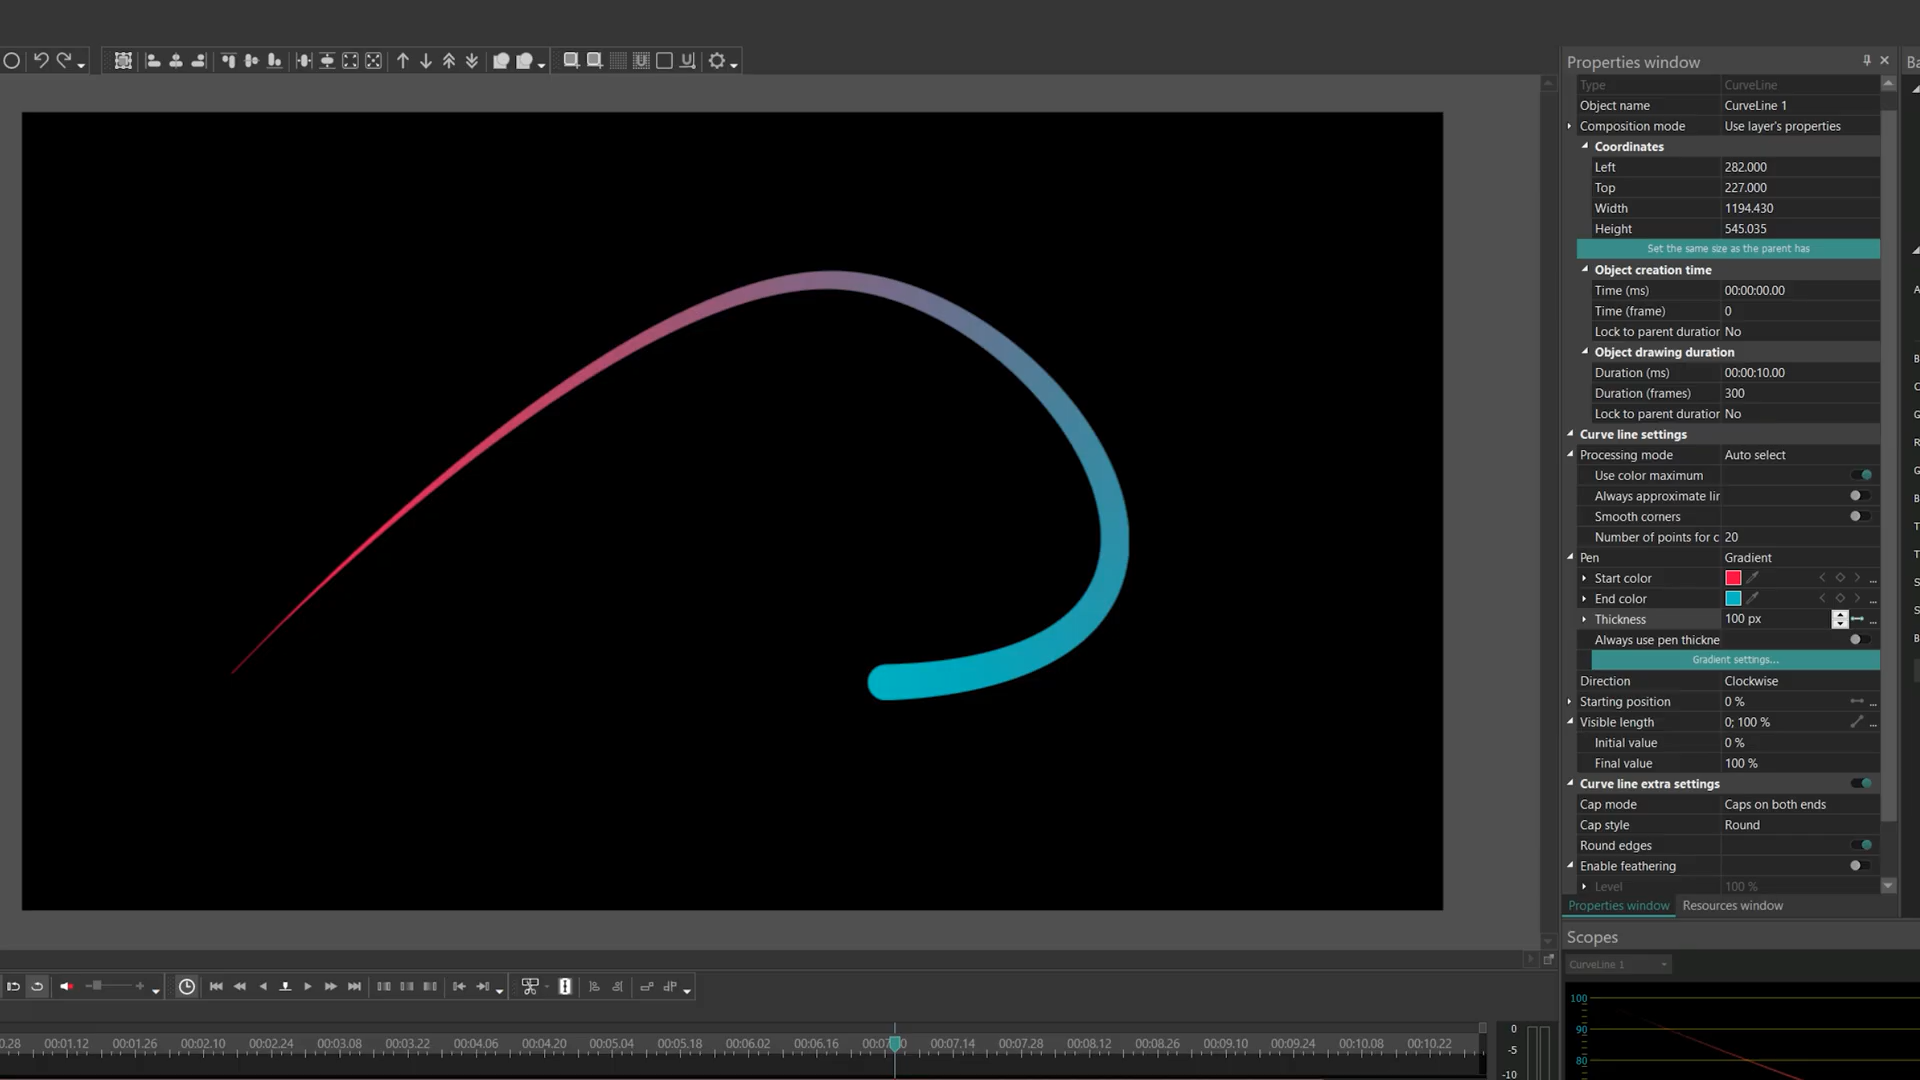 Properties window
Ba
Type CurveLine
Object name CurveLine 1
Composition mode Use layer's properties
Coordinates
Left 282.000
Top 227.000
Width 1194.430
Height 545.035
Set the same size as the parent has
Object creation time
Time (ms) 00:00:00.00
Time (frame) 0
Lock to parent duration No
Object drawing duration
Duration (ms) 00:00:10.00
Duration (frames) 300
Lock to parent duration No
Curve line settings
Processing mode Auto select
Use color maximum
Always approximate lir
Smooth corners
Number of points for c 20
Pen Gradient
Start color ...
End color ...
Thickness 100 px ...
Always use pen thickne
Gradient settings...
Direction Clockwise
Starting position 0 % ...
Visible length 0; 100 % ...
Initial value 0 %
Final value 100 %
Curve line extra settings
Cap mode Caps on both ends
Cap style Round
Round edges
Enable feathering
Level 100 %
Properties window Resources window
Scopes
CurveLine 1
100
90
80
0.28 00:01.12 00:01.26 00:02.10 00:02.24 00:03.08 00:03.22 00:04.06 00:04.20 00:05.04 00:05.18 00:06.02 00:06.16 00:07.14 00:07.28 00:08.12 00:08.26 00:09.10 00:09.24 00:10.08 00:10.22
0
-5
-10